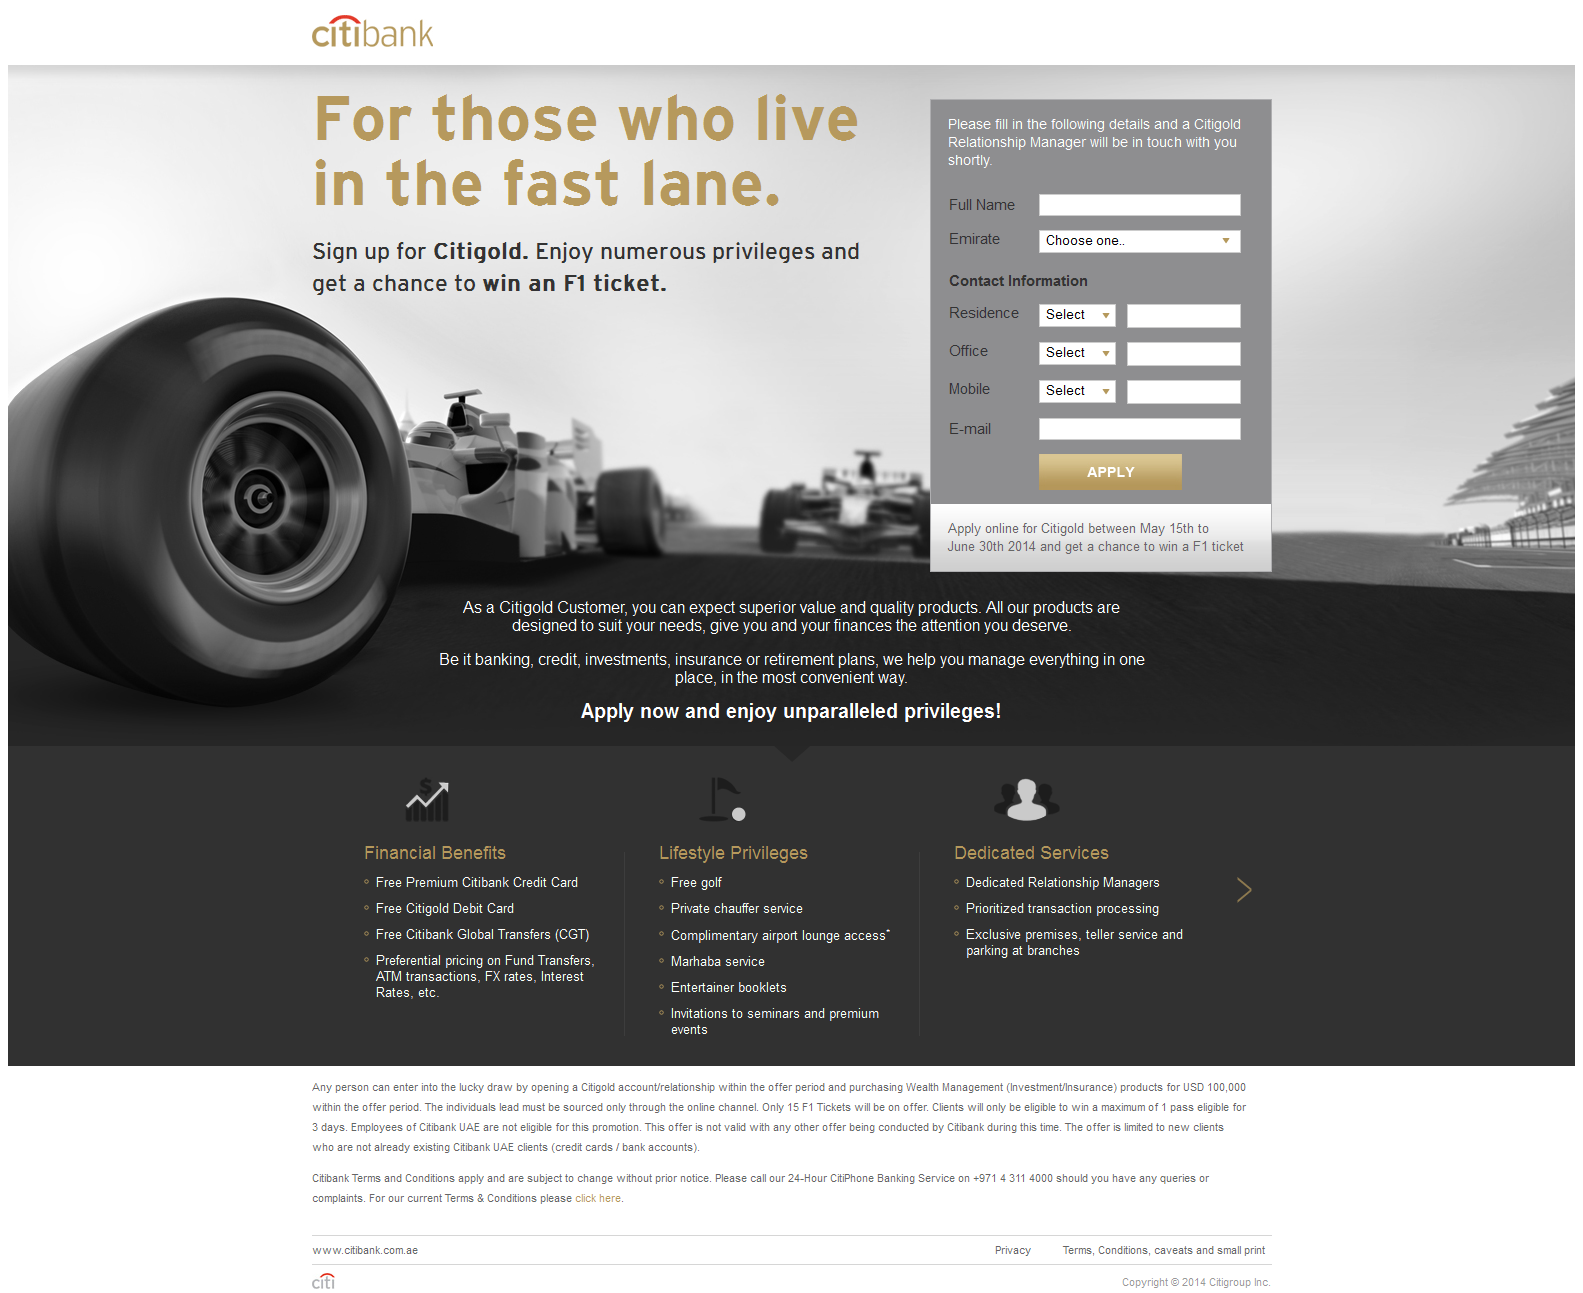 citibank
For those who live
in the fast lane.
Sign up for Citigold. Enjoy numerous privileges and
get a chance to win an F1 ticket.
Please fill in the following details and a Citigold
Relationship Manager will be in touch with you
shortly.
Full Name
Emirate Choose one..
Contact Information
Residence Select
Office Select
Mobile Select
E-mail
APPLY
Apply online for Citigold between May 15th to
June 30th 2014 and get a chance to win a F1 ticket
As a Citigold Customer, you can expect superior value and quality products. All our products are
designed to suit your needs, give you and your finances the attention you deserve.
Be it banking, credit, investments, insurance or retirement plans, we help you manage everything in one
place, in the most convenient way.
Apply now and enjoy unparalleled privileges!
Financial Benefits
Free Premium Citibank Credit Card
Free Citigold Debit Card
Free Citibank Global Transfers (CGT)
Preferential pricing on Fund Transfers,
ATM transactions, FX rates, Interest
Rates, etc.
Lifestyle Privileges
Free golf
Private chauffer service
Complimentary airport lounge access*
Marhaba service
Entertainer booklets
Invitations to seminars and premium
events
Dedicated Services
Dedicated Relationship Managers
Prioritized transaction processing
Exclusive premises, teller service and
parking at branches
Any person can enter into the lucky draw by opening a Citigold account/relationship within the offer period and purchasing Wealth Management (Investment/Insurance) products for USD 100,000
within the offer period. The individuals lead must be sourced only through the online channel. Only 15 F1 Tickets will be on offer. Clients will only be eligible to win a maximum of 1 pass eligible for
3 days. Employees of Citibank UAE are not eligible for this promotion. This offer is not valid with any other offer being conducted by Citibank during this time. The offer is limited to new clients
who are not already existing Citibank UAE clients (credit cards / bank accounts).
Citibank Terms and Conditions apply and are subject to change without prior notice. Please call our 24-Hour CitiPhone Banking Service on +971 4 311 4000 should you have any queries or
complaints. For our current Terms & Conditions please click here.
www.citibank.com.ae Privacy Terms, Conditions, caveats and small print
citi Copyright © 2014 Citigroup Inc.